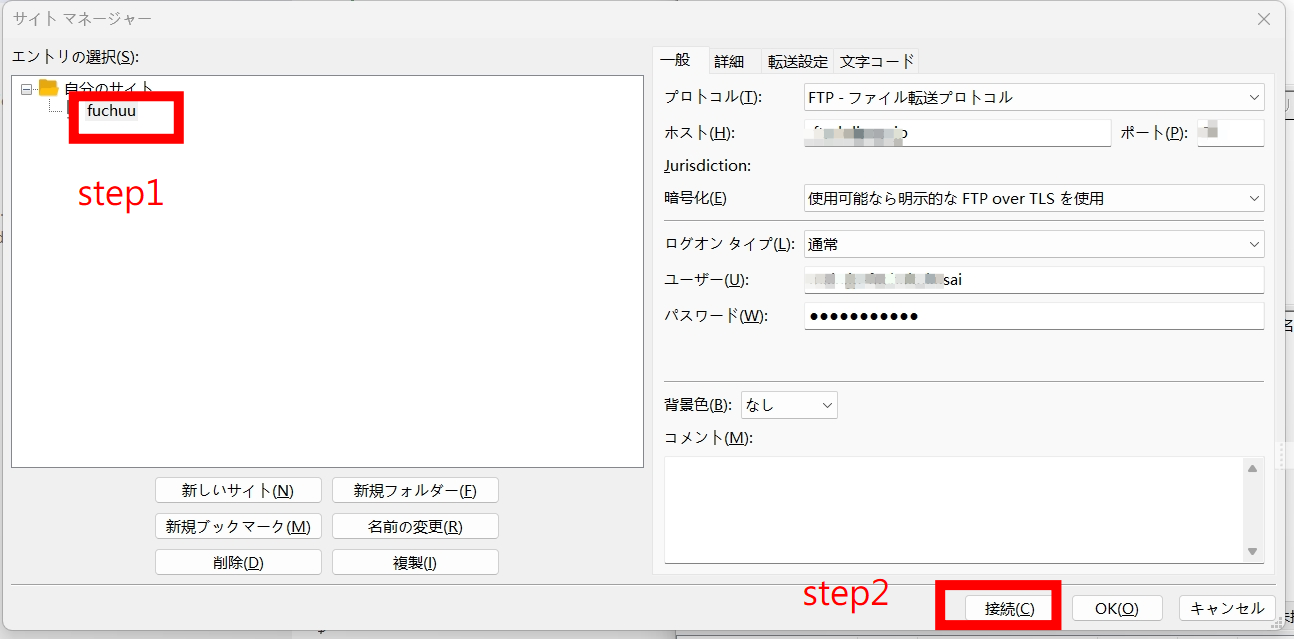 サイト マネージャー
エントリの選択(S):
自分のサイト
fuchuu
step1
新しいサイト(N)
新規フォルダー(F)
新規ブックマーク(M)
名前の変更(R)
削除(D)
複製(I)
一般
詳細
転送設定
文字コード
プロトコル(T):
FTP - ファイル転送プロトコル
ホスト(H):
ポート(P):
Jurisdiction:
暗号化(E)
使用可能なら明示的な FTP over TLS を使用
ログオン タイプ(L):
通常
ユーザー(U):
sai
パスワード(W):
背景色(B):
なし
コメント(M):
step2
接続(C)
OK(O)
キャンセル